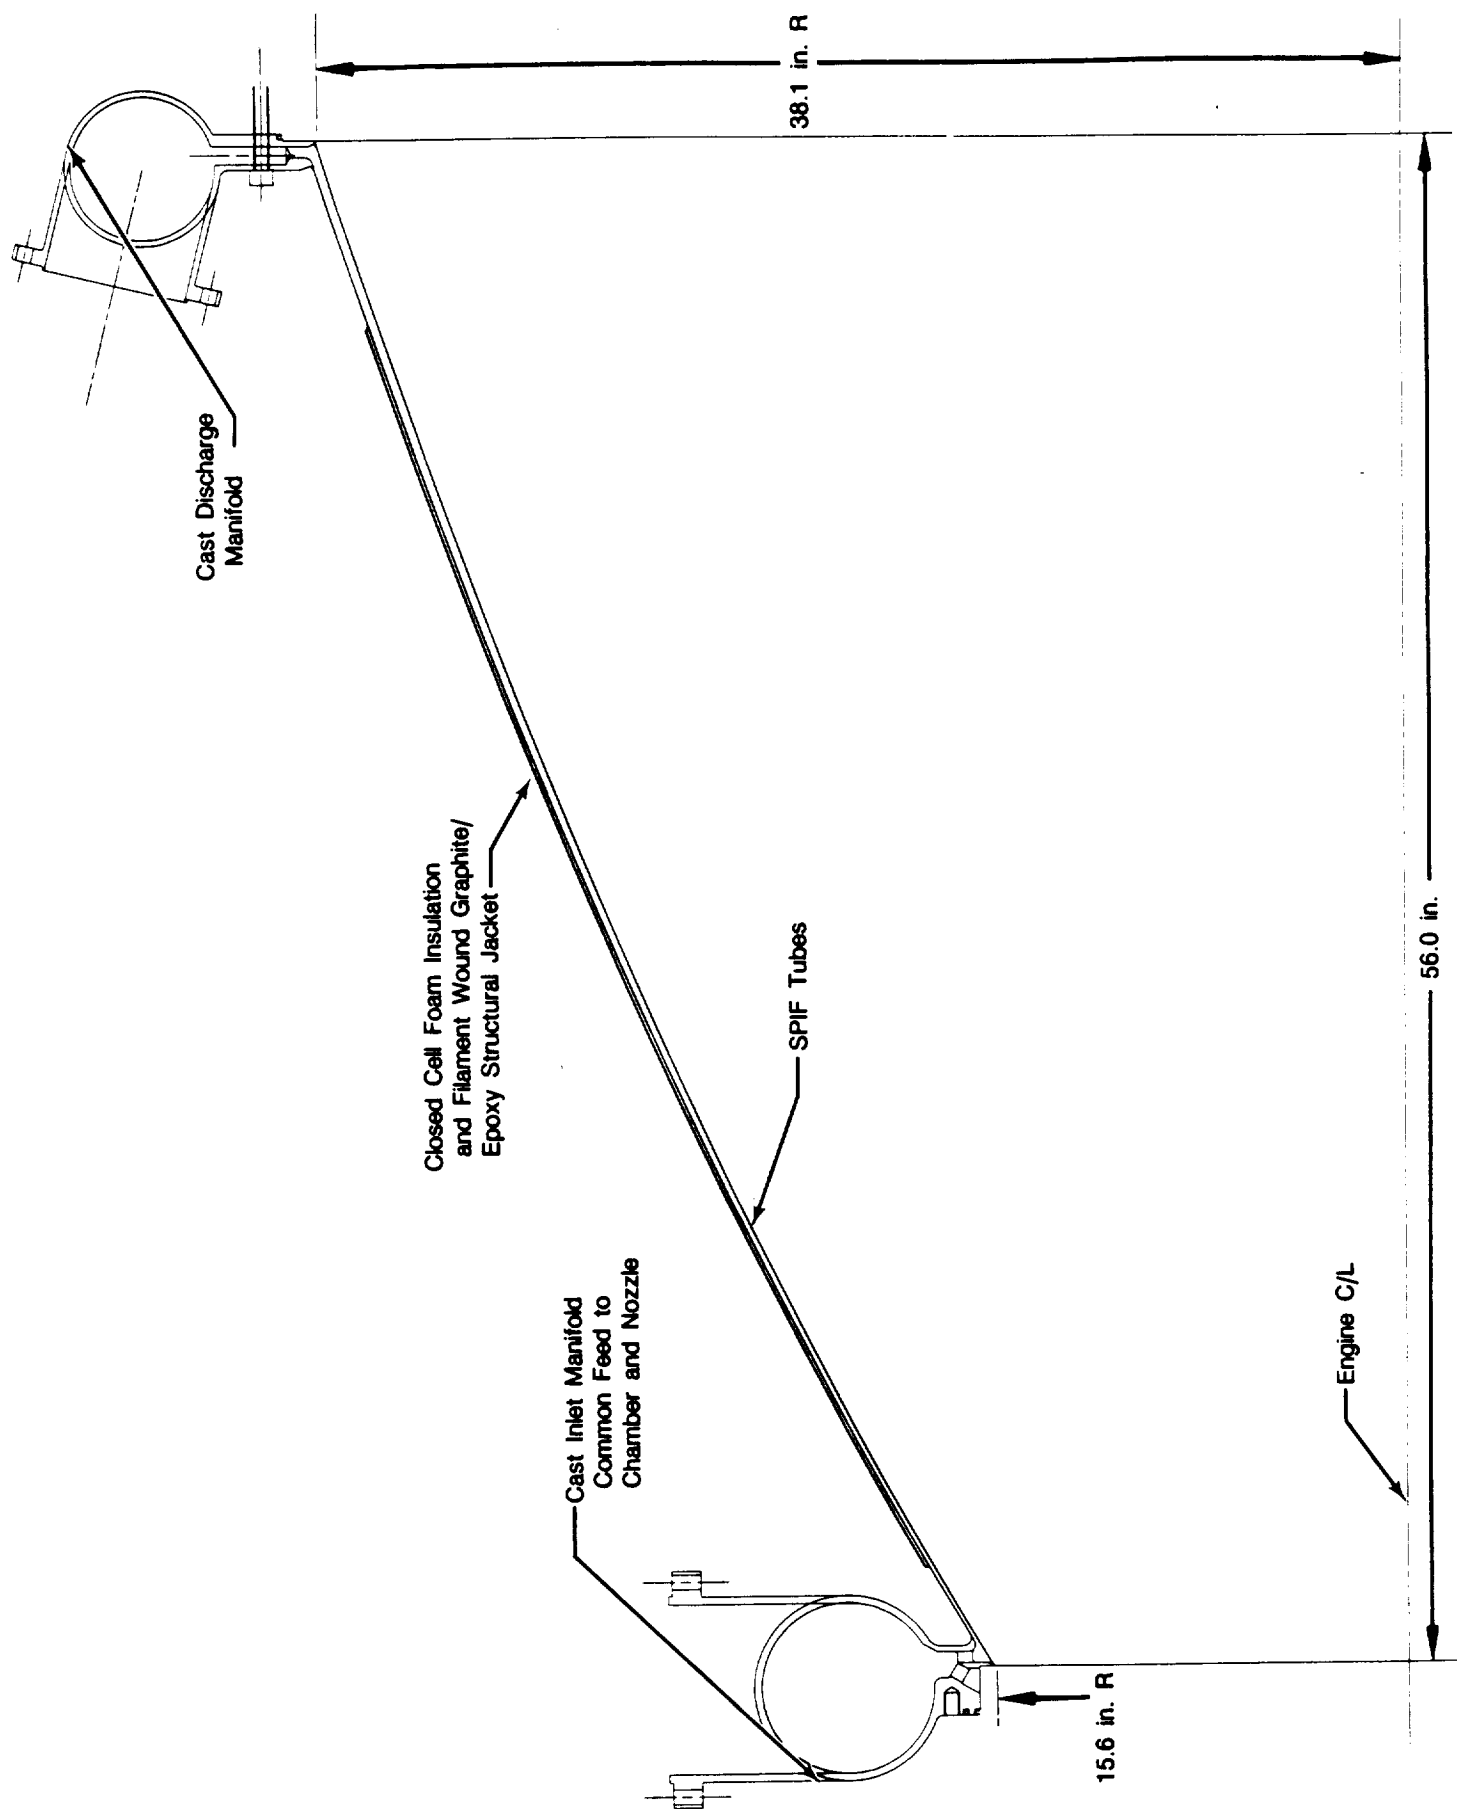 Cast Discharge
Manifold
38.1 in. R
Closed Cell Foam Insulation
and Filament Wound Graphite/
Epoxy Structural Jacket
SPIF Tubes
Cast Inlet Manifold
Common Feed to
Chamber and Nozzle
15.6 in. R
Engine C/L
56.0 in.